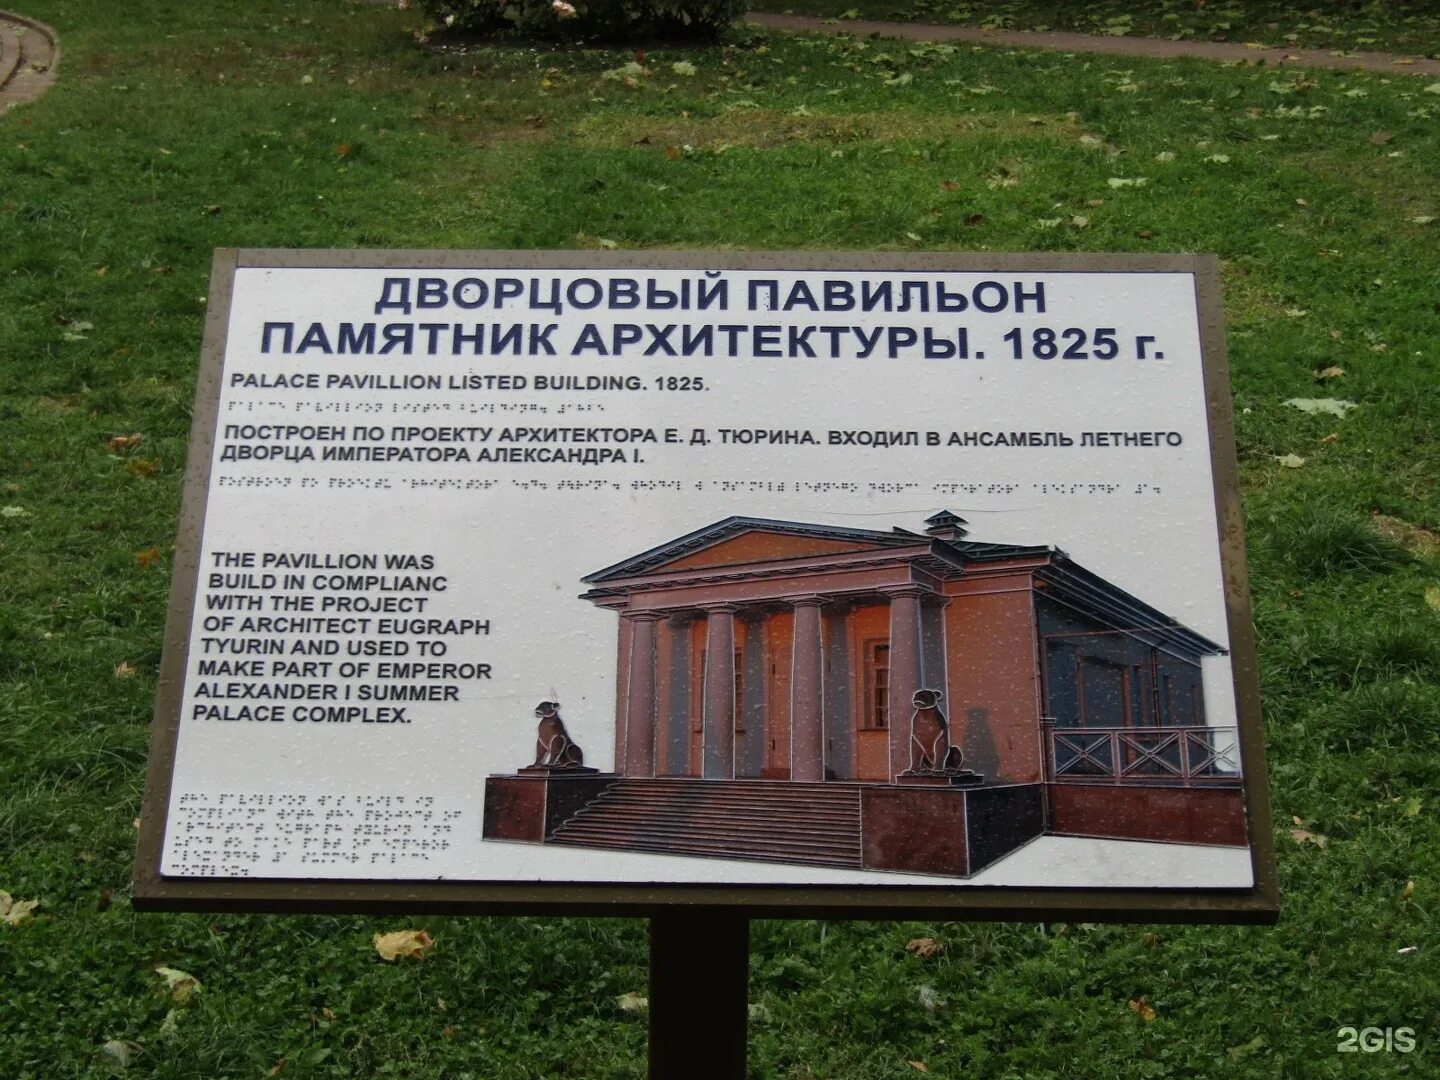 ДВОРЦОВЫЙ ПАВИЛЬОН
ПАМЯТНИК АРХИТЕКТУРЫ. 1825 г.
PALACE PAVILLION LISTED BUILDING. 1825.
ПОСТРОЕН ПО ПРОЕКТУ АРХИТЕКТОРА Е. Д. ТЮРИНА. ВХОДИЛ В АНСАМБЛЬ ЛЕТНЕГО
ДВОРЦА ИМПЕРАТОРА АЛЕКСАНДРА I.
THE PAVILLION WAS
BUILD IN COMPLIANC
WITH THE PROJECT
OF ARCHITECT EUGRAPH
TYURIN AND USED TO
MAKE PART OF EMPEROR
ALEXANDER I SUMMER
PALACE COMPLEX.
2GIS